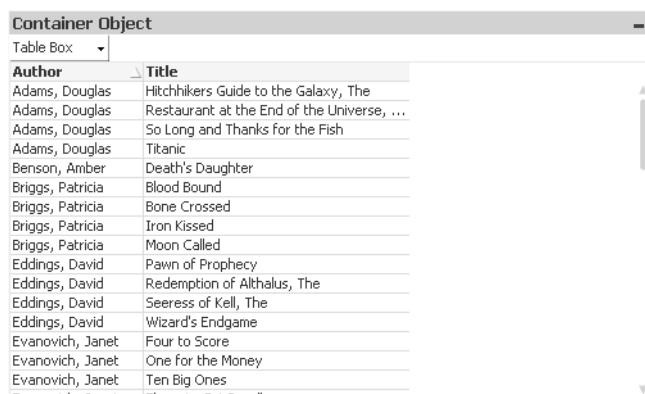 Container Object
Table Box
Author Title
Adams, Douglas Hitchhikers Guide to the Galaxy, The
Adams, Douglas Restaurant at the End of the Universe, ...
Adams, Douglas So Long and Thanks for the Fish
Adams, Douglas Titanic
Benson, Amber Death's Daughter
Briggs, Patricia Blood Bound
Briggs, Patricia Bone Crossed
Briggs, Patricia Iron Kissed
Briggs, Patricia Moon Called
Eddings, David Pawn of Prophecy
Eddings, David Redemption of Althalus, The
Eddings, David Seeress of Kell, The
Eddings, David Wizard's Endgame
Evanovich, Janet Four to Score
Evanovich, Janet One for the Money
Evanovich, Janet Ten Big Ones